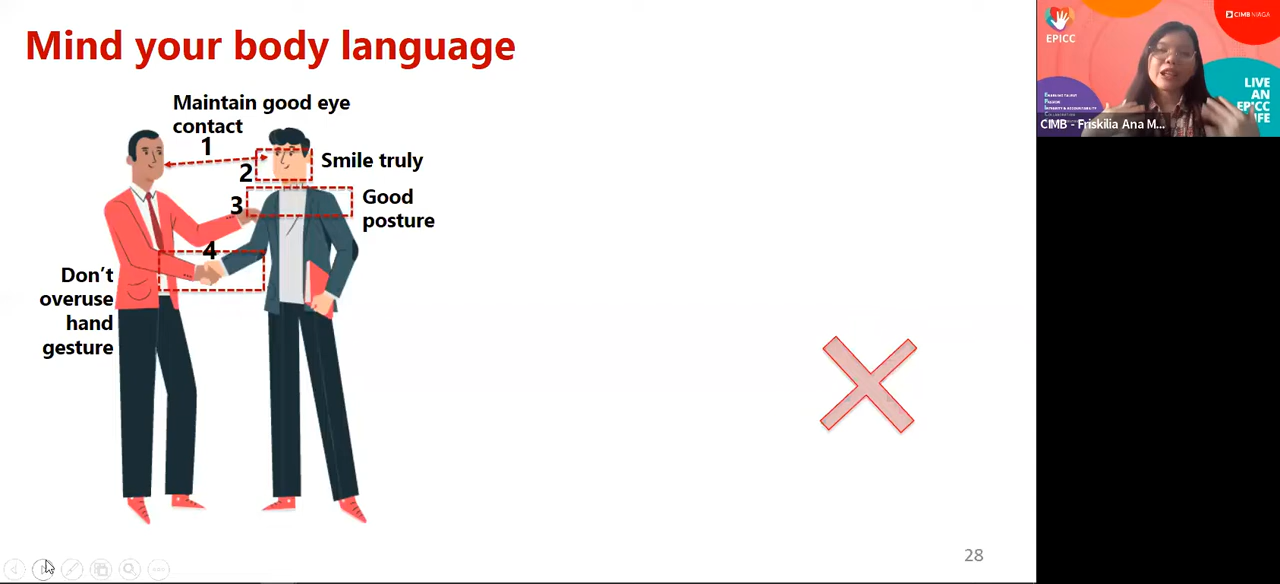 Mind your body language
Maintain good eye
contact
1
2
Smile truly
3
Good
posture
4
Don't
overuse
hand
gesture
28
EPICC
CIMB NIAGA
LIVE
AN
EPICC
LIFE
CIMB - Friskilia Ana M...